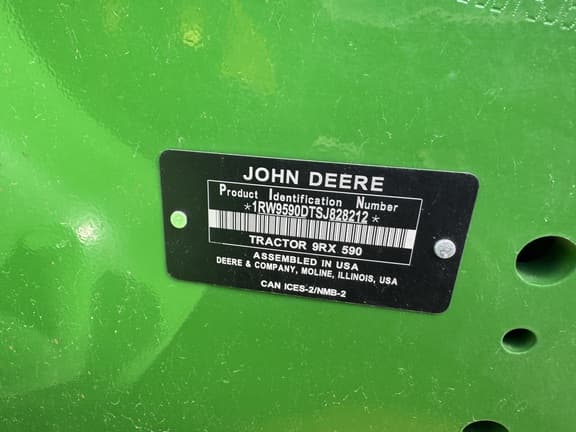 JOHN DEERE
Product Identification Number
*1RW9590DTSJ828212*
TRACTOR 9RX 590
ASSEMBLED IN USA
DEERE & COMPANY, MOLINE, ILLINOIS, USA
CAN ICES-2/NMB-2